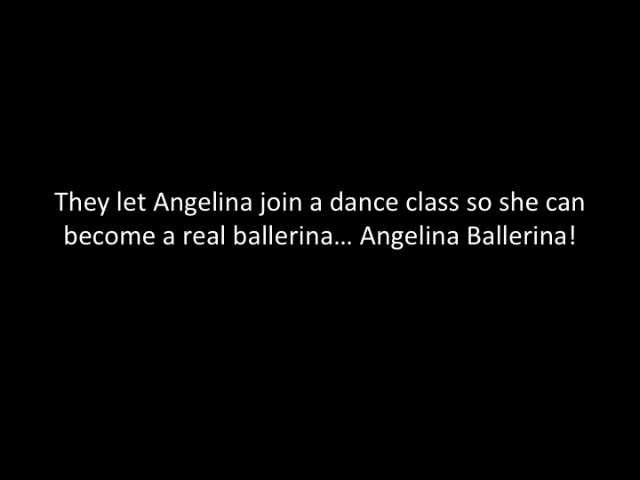 They let Angelina join a dance class so she can
become a real ballerina… Angelina Ballerina!